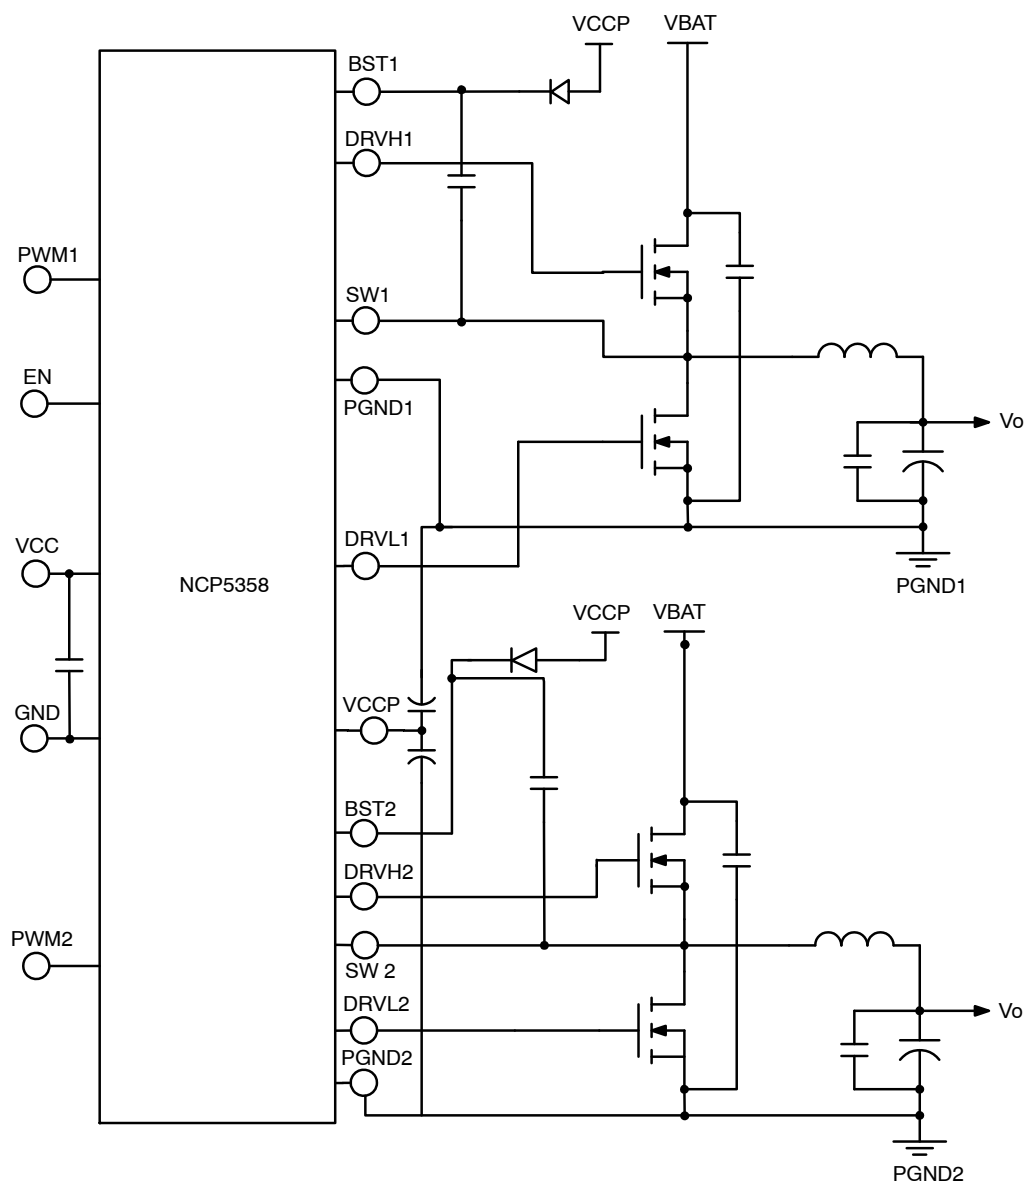 VCCP
VBAT
BST1
DRVH1
PWM1
SW1
EN
PGND1
Vo
DRVL1
VCC
NCP5358
PGND1
VCCP
VBAT
GND
VCCP
BST2
DRVH2
PWM2
SW 2
DRVL2
Vo
PGND2
PGND2